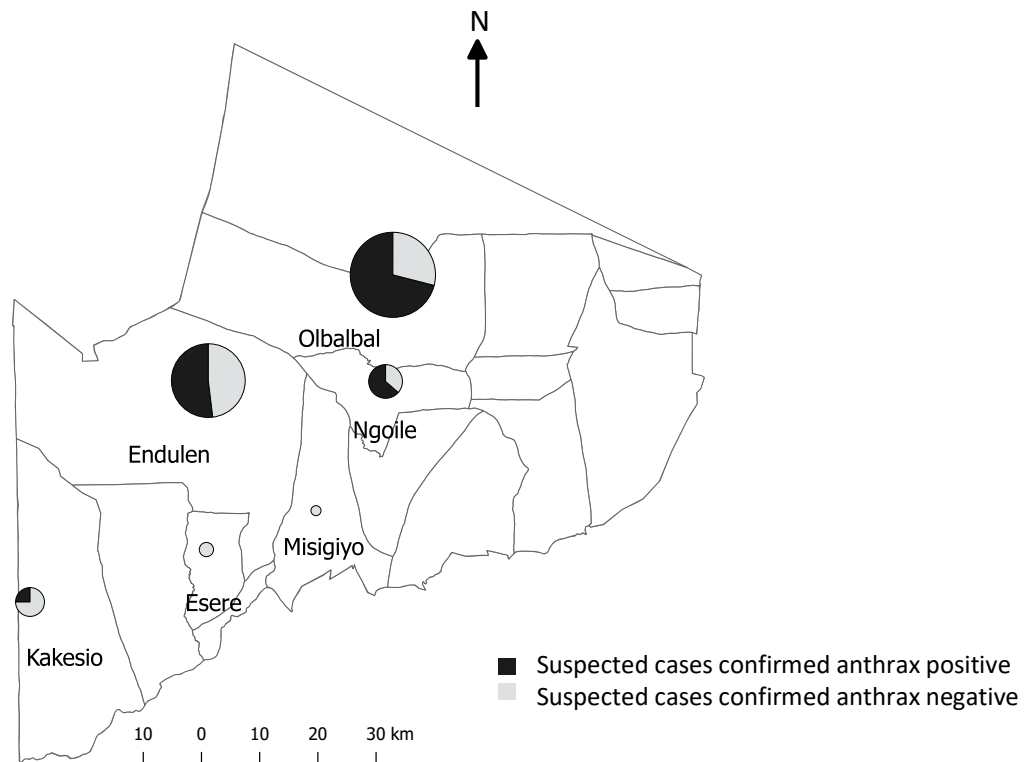 N
Olbalbal
Ngoile
Endulen
Misigiyo
Esere
Kakesio
Suspected cases confirmed anthrax positive
Suspected cases confirmed anthrax negative
10 0 10 20 30 km